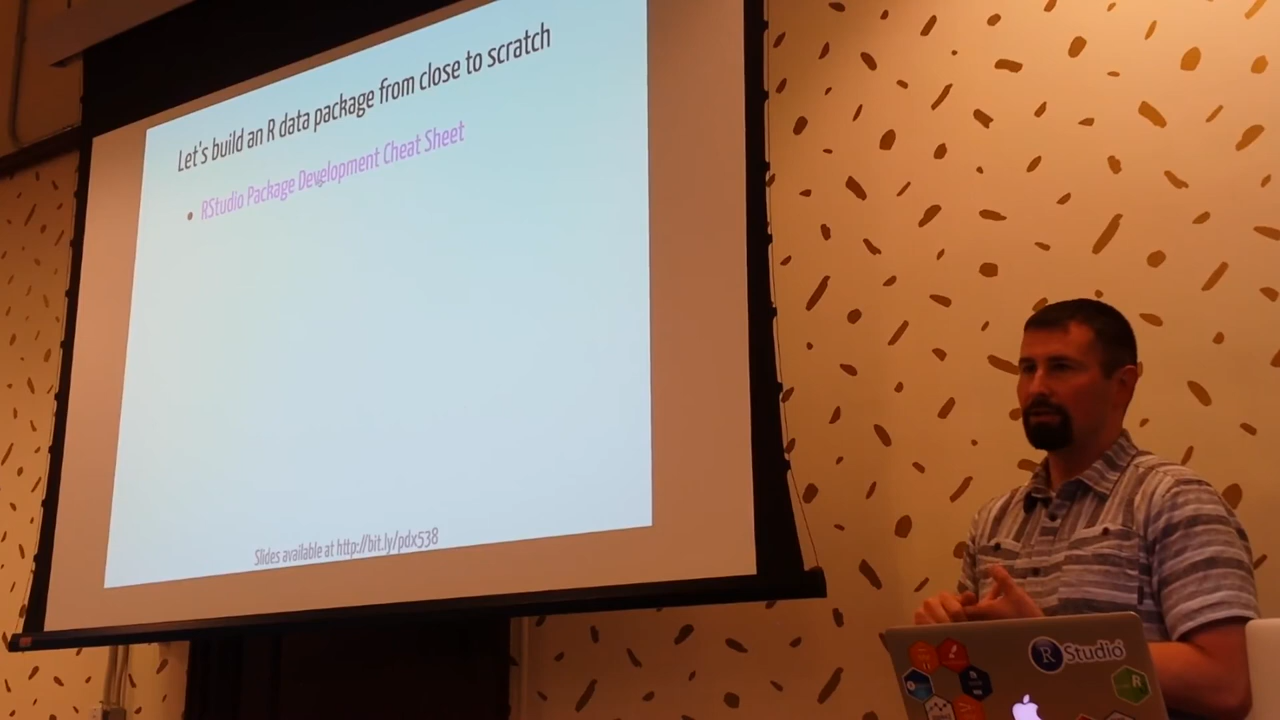 Let's build an R data package from close to scratch
RStudio Package Development Cheat Sheet
Slides available at http://bit.ly/pdx538
R Studio
R